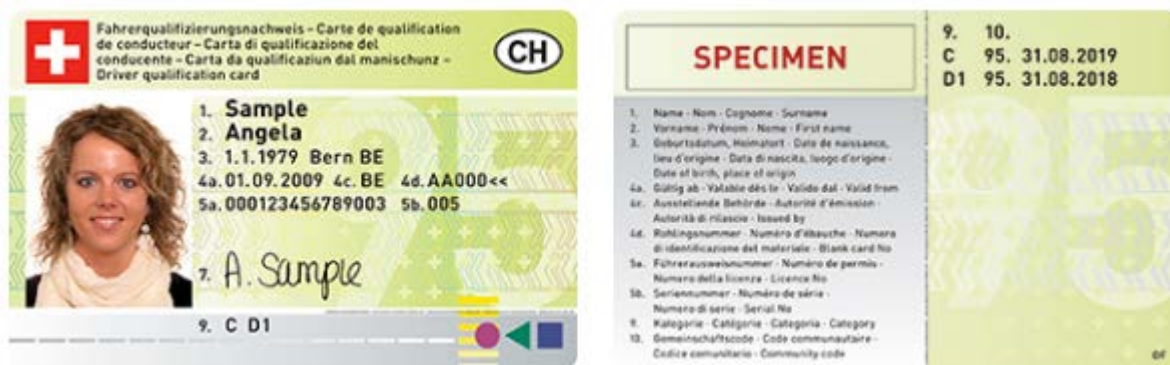 Fahrerqualifizierungsnachweis – Carte de qualification
de conducteur – Carta di qualificazione del
conducente – Carta da qualificaziun dal manischunz –
Driver qualification card
CH
1. Sample
2. Angela
3. 1.1.1979 Bern BE
4a. 01.09.2009 4c. BE 4d. AA000<<
5a. 000123456789003 5b. 005
7. A. Sample
9. C D1
SPECIMEN
1. Name - Nom - Cognome - Surname
2. Vorname - Prénom - Nome - First name
3. Geburtsdatum, Heimatort - Date de naissance,
lieu d'origine - Data di nascita, luogo d'origine -
Date of birth, place of origin
4a. Gültig ab - Valable dès le - Valido dal - Valid from
4c. Ausstellende Behörde - Autorité d'émission -
Autorità di rilascio - Issued by
4d. Rohlingsnummer - Numéro d'ébauche - Numero
di identificazione del materiale - Blank card No
5a. Führerausweisnummer - Numéro de permis -
Numero della licenza - Licence No
5b. Seriennummer - Numéro de série -
Numero di serie - Serial No
9. Kategorie - Catégorie - Categoria - Category
10. Gemeinschaftscode - Code communautaire -
Codice comunitario - Community code
9. 10.
C 95. 31.08.2019
D1 95. 31.08.2018
95